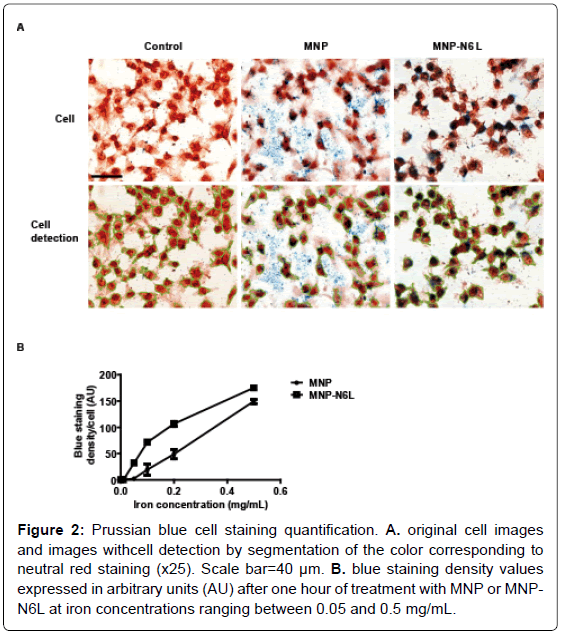 A
Control MNP MNP-N6L
Cell
Cell
detection
B
200
150
100
50
0
Blue staining
density/cell (AU)
MNP
MNP-N6L
0.0 0.2 0.4 0.6
Iron concentration (mg/mL)
Figure 2: Prussian blue cell staining quantification. A. original cell images
and images withcell detection by segmentation of the color corresponding to
neutral red staining (x25). Scale bar=40 µm. B. blue staining density values
expressed in arbitrary units (AU) after one hour of treatment with MNP or MNP-
N6L at iron concentrations ranging between 0.05 and 0.5 mg/mL.